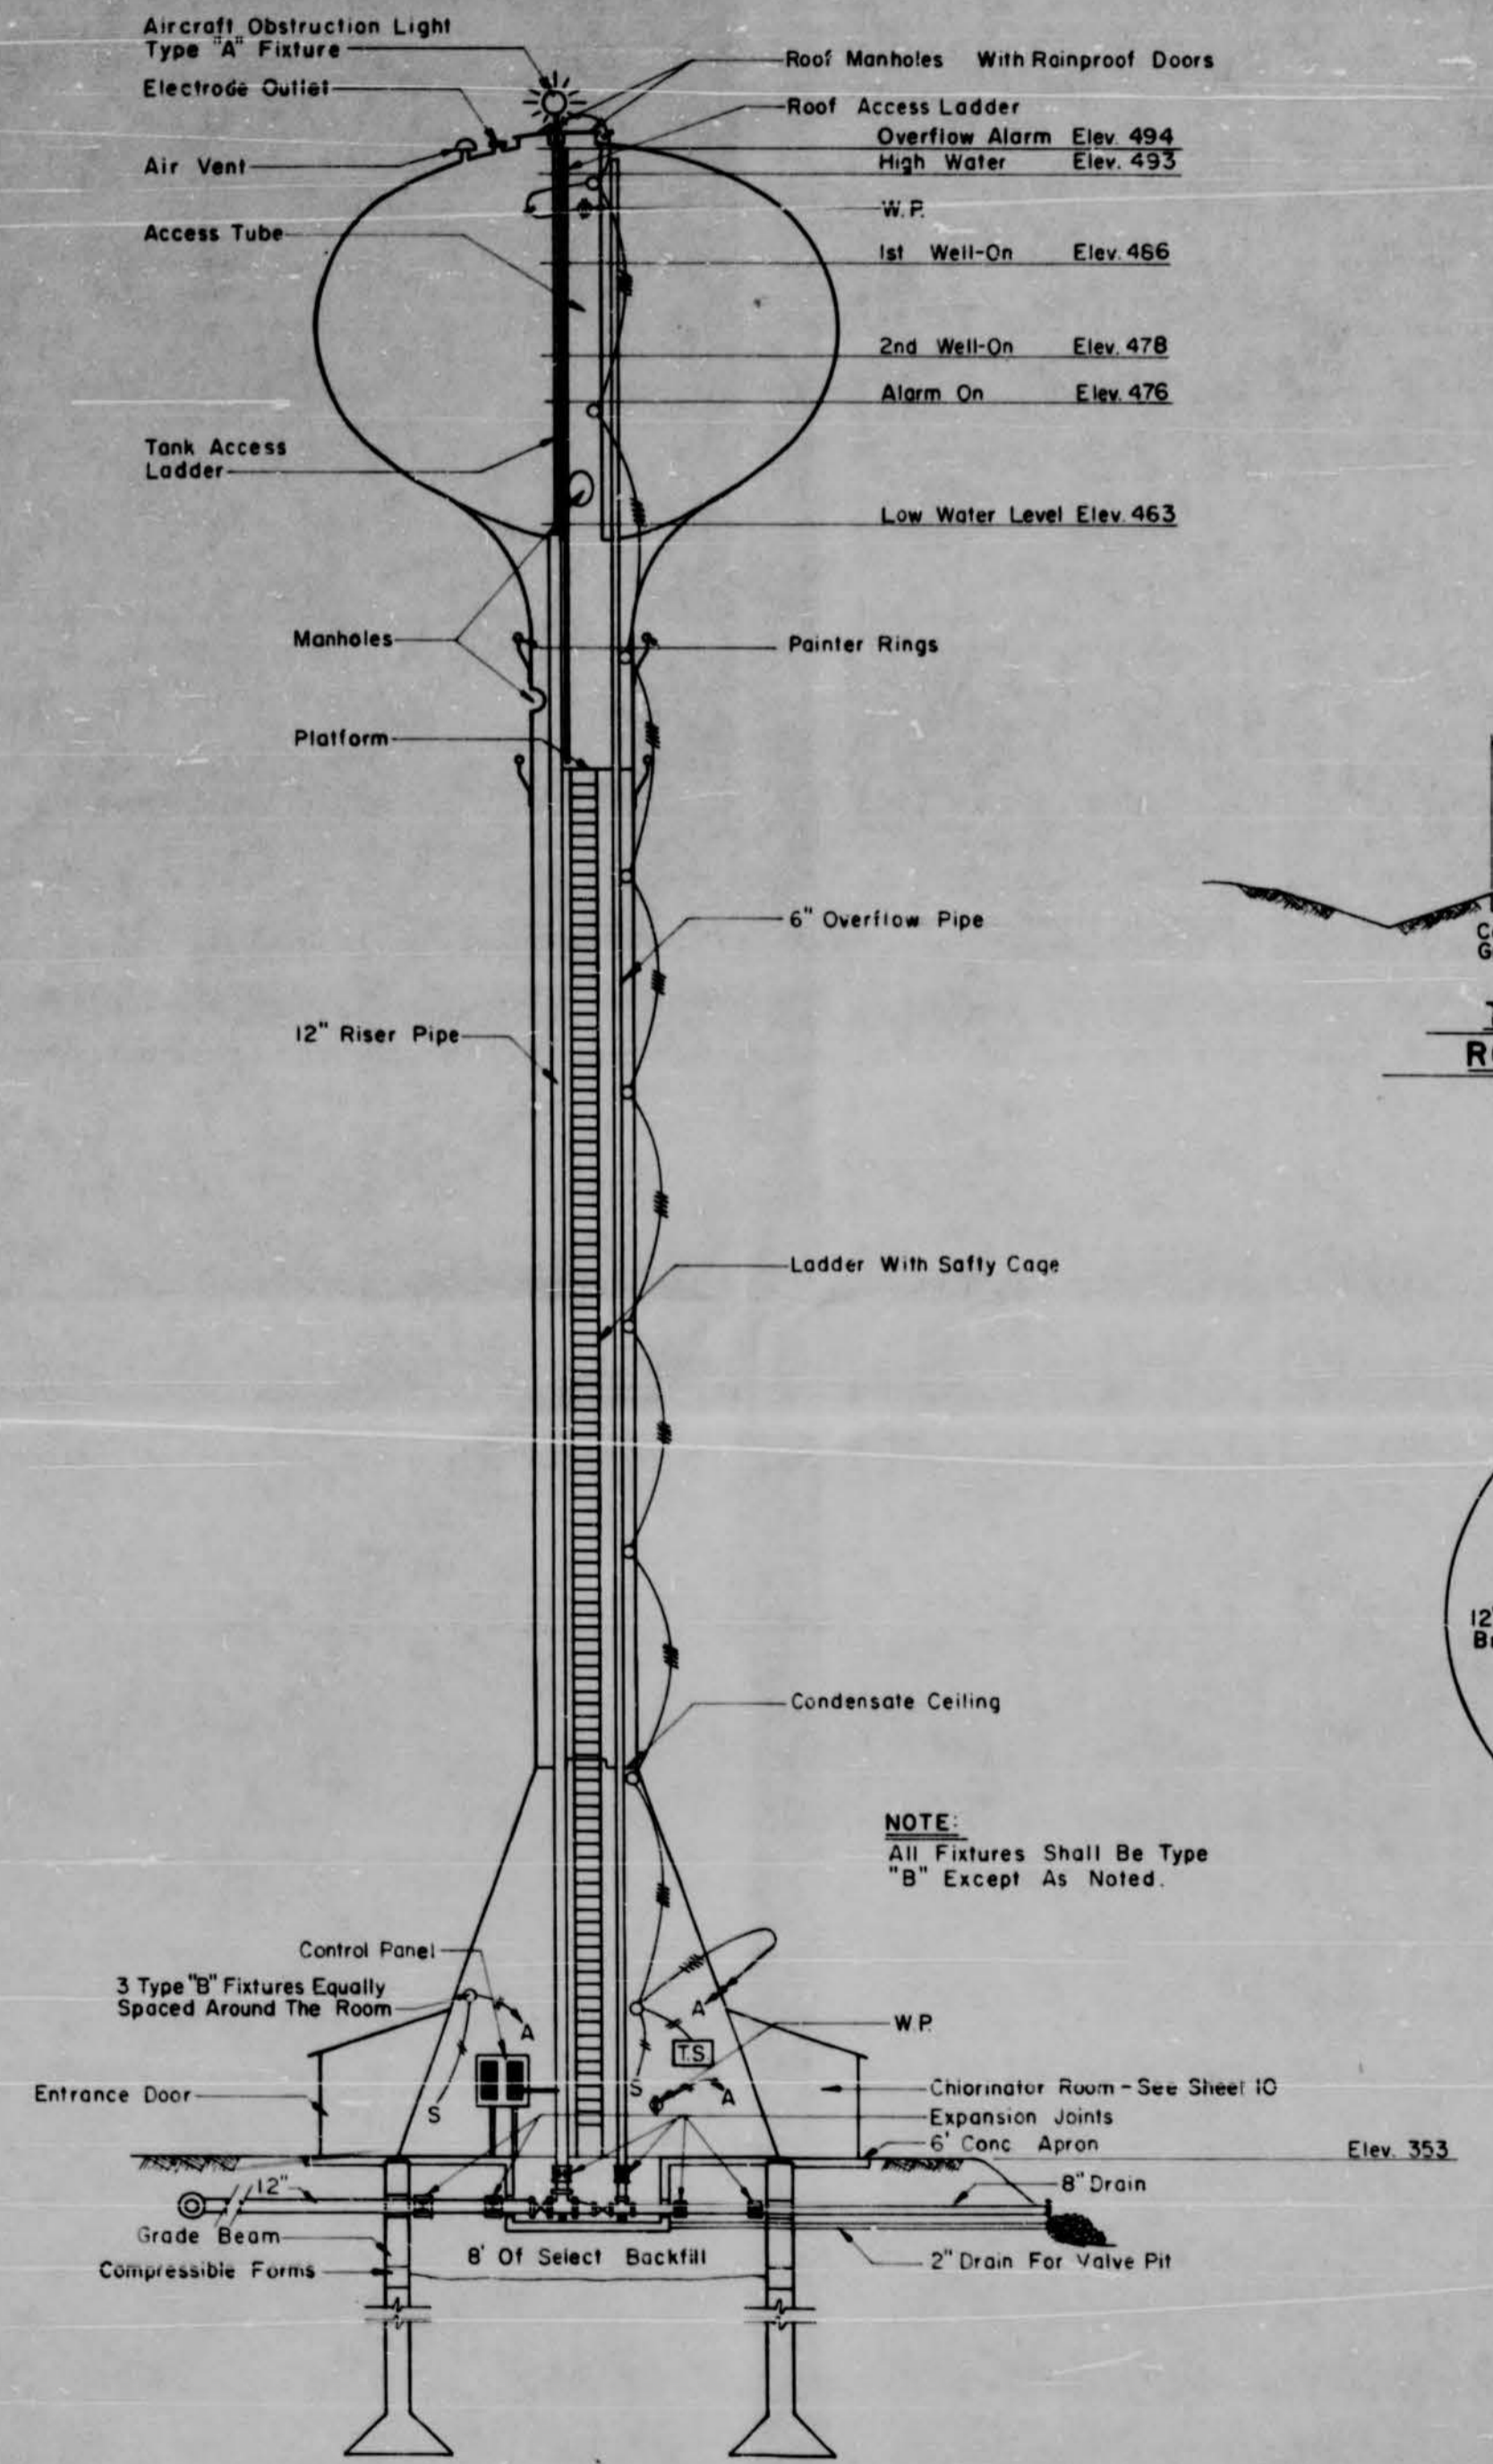 Aircraft Obstruction Light
Type "A" Fixture
Electrode Outlet
Air Vent
Access Tube
Tank Access
Ladder
Manholes
Platform
12" Riser Pipe
Control Panel
3 Type "B" Fixtures Equally
Spaced Around The Room
Entrance Door
12"
Grade Beam
Compressible Forms
8' Of Select Backfill
Roof Manholes With Rainproof Doors
Roof Access Ladder
Overflow Alarm Elev. 494
High Water Elev. 493
W.P.
1st Well-On Elev. 486
2nd Well-On Elev. 478
Alarm On Elev. 476
Low Water Level Elev. 463
Painter Rings
6" Overflow Pipe
Ladder With Safty Cage
Condensate Ceiling
NOTE:
All Fixtures Shall Be Type
"B" Except As Noted.
A
A
S
S
T.S.
A
W.P.
Chlorinator Room - See Sheet 10
Expansion Joints
6' Conc Apron
Elev. 353
8" Drain
2" Drain For Valve Pit
12"